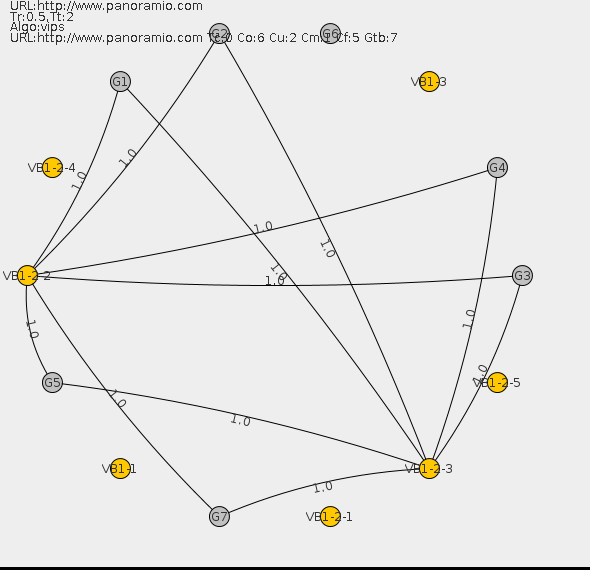 URL:http://www.panoramio.com
Tr:0.5,Tt:2
Algo:vips
URL:http://www.panoramio.com Tc:0 Co:6 Cu:2 Cm:1 Cf:5 Gtb:7
G2
G6
G1
VB1-3
VB1-2-4
G4
1.0
1.0
1.0
1.0
VB1-2-2
1.0
1.0
G3
1.0
1.0
G5
1.0
VB1-2-5
1.0
1.0
VB1-1
VB1-2-3
1.0
G7
VB1-2-1